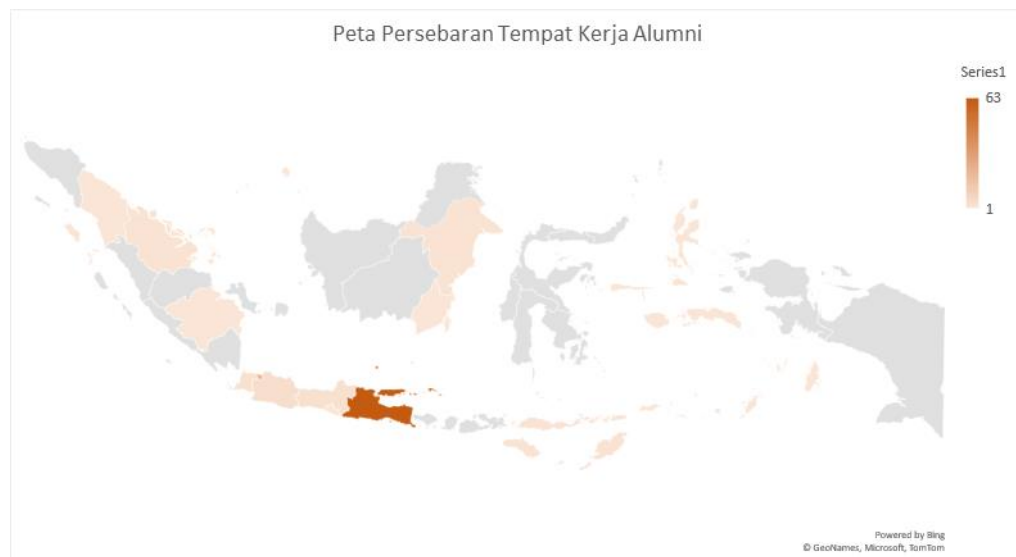 Peta Persebaran Tempat Kerja Alumni
Series1
63
1
Powered by Bing
© GeoNames, Microsoft, TomTom